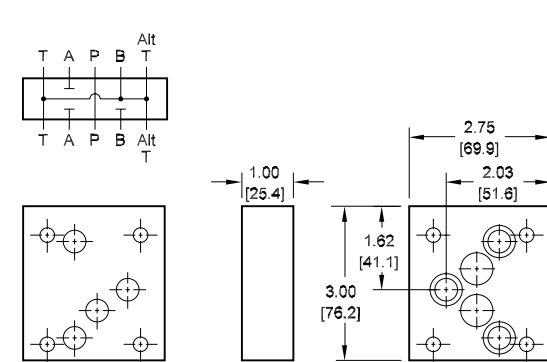 Alt
T A P B T
T A P B Alt
T
1.00
[25.4]
2.75
[69.9]
2.03
[51.6]
1.62
[41.1]
3.00
[76.2]